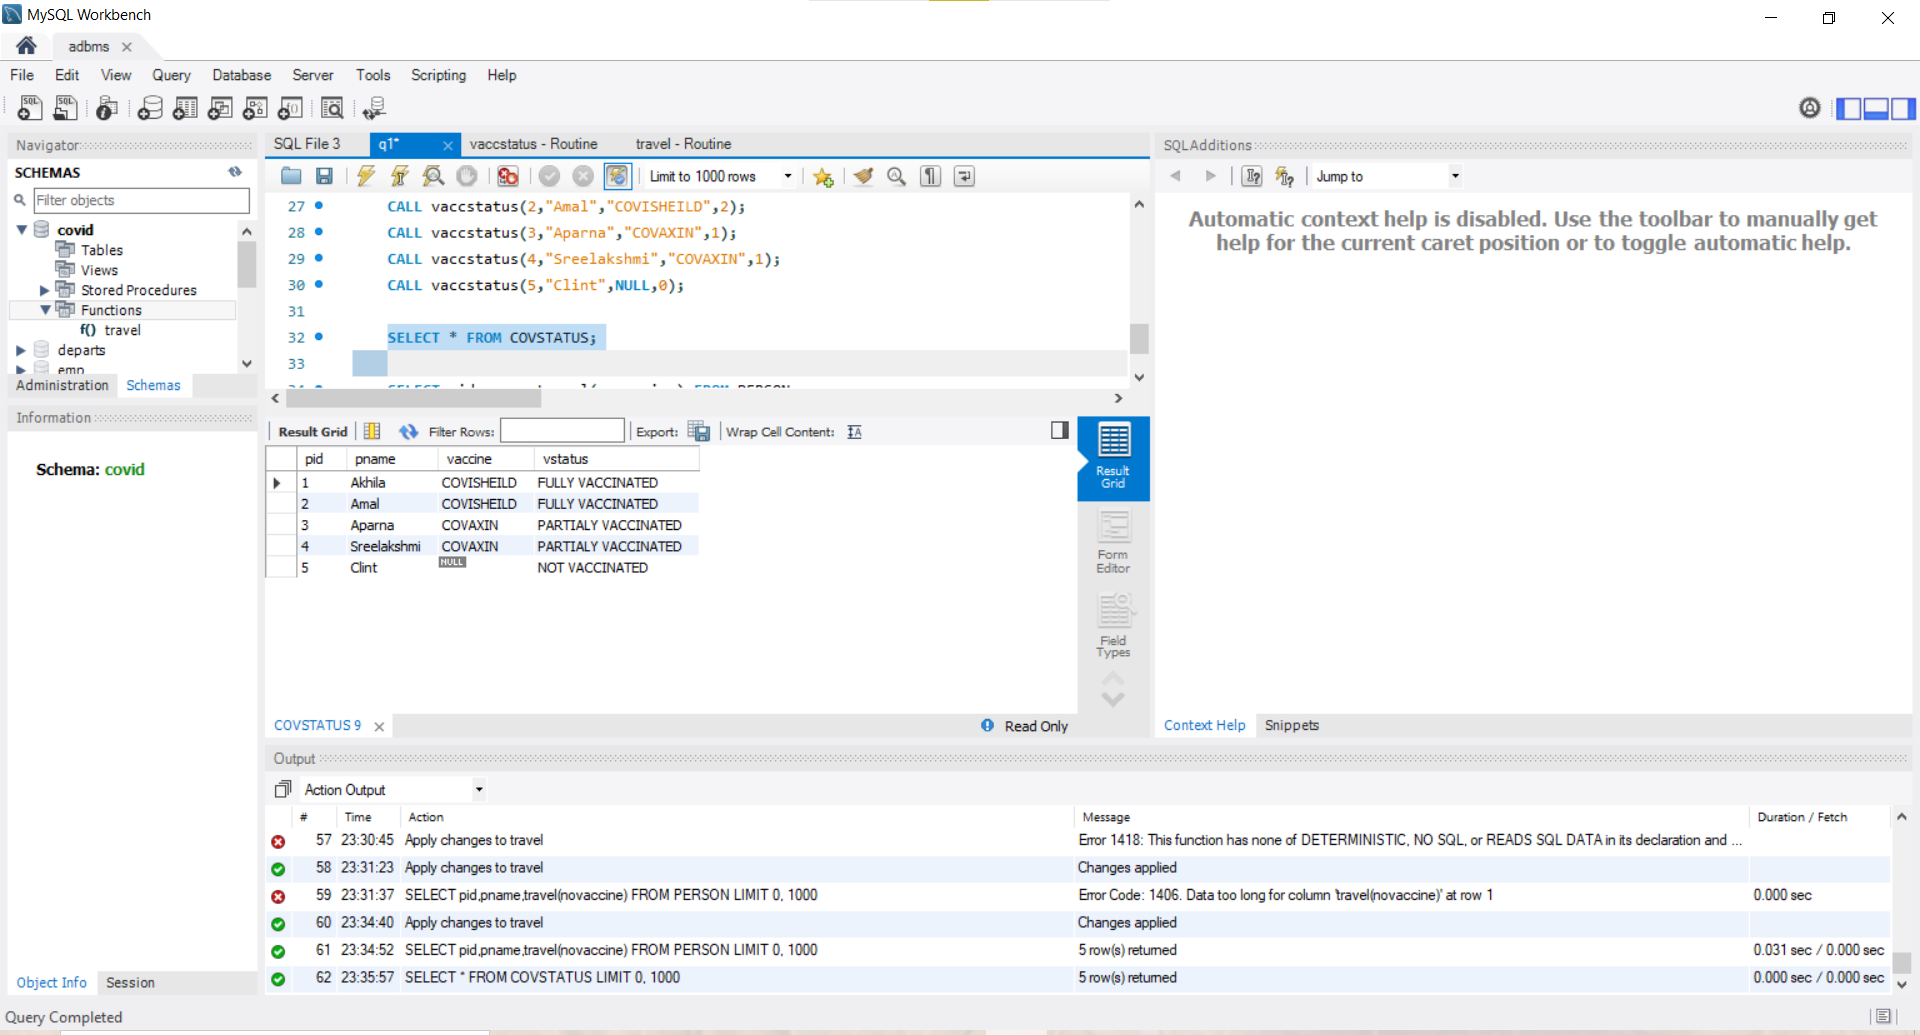 MySQL Workbench
adbms
File Edit View Query Database Server Tools Scripting Help
Navigator
SCHEMAS
Filter objects
covid
Tables
Views
Stored Procedures
Functions
f() travel
departs
emp
Administration Schemas
Information
Schema: covid
Object Info Session
SQL File 3 q1* vaccstatus - Routine travel - Routine
Limit to 1000 rows
27 CALL vaccstatus(2,"Amal","COVISHEILD",2);
28 CALL vaccstatus(3,"Aparna","COVAXIN",1);
29 CALL vaccstatus(4,"Sreelakshmi","COVAXIN",1);
30 CALL vaccstatus(5,"Clint",NULL,0);
31
32 SELECT * FROM COVSTATUS;
33
Result Grid Filter Rows: Export: Wrap Cell Content:
pid pname vaccine vstatus
1 Akhila COVISHEILD FULLY VACCINATED
2 Amal COVISHEILD FULLY VACCINATED
3 Aparna COVAXIN PARTIALY VACCINATED
4 Sreelakshmi COVAXIN PARTIALY VACCINATED
5 Clint NULL NOT VACCINATED
Result
Grid
Form
Editor
Field
Types
COVSTATUS 9 Read Only
SQLAdditions
Jump to
Automatic context help is disabled. Use the toolbar to manually get
help for the current caret position or to toggle automatic help.
Context Help Snippets
Output
Action Output
# Time Action Message Duration / Fetch
57 23:30:45 Apply changes to travel Error 1418: This function has none of DETERMINISTIC, NO SQL, or READS SQL DATA in its declaration and ...
58 23:31:23 Apply changes to travel Changes applied
59 23:31:37 SELECT pid,pname,travel(novaccine) FROM PERSON LIMIT 0, 1000 Error Code: 1406. Data too long for column 'travel(novaccine)' at row 1 0.000 sec
60 23:34:40 Apply changes to travel Changes applied
61 23:34:52 SELECT pid,pname,travel(novaccine) FROM PERSON LIMIT 0, 1000 5 row(s) returned 0.031 sec / 0.000 sec
62 23:35:57 SELECT * FROM COVSTATUS LIMIT 0, 1000 5 row(s) returned 0.000 sec / 0.000 sec
Query Completed